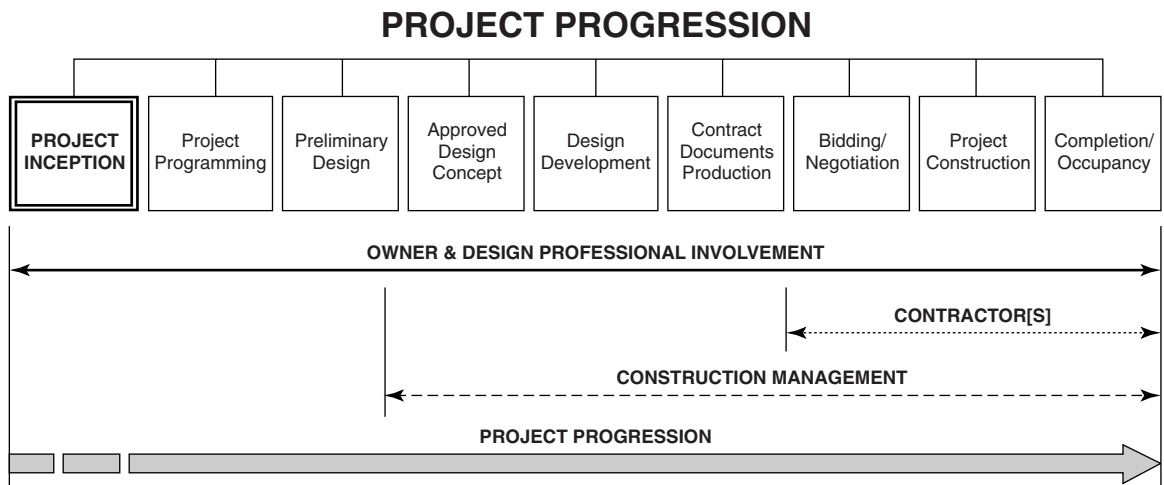 PROJECT PROGRESSION
PROJECT
INCEPTION
Project
Programming
Preliminary
Design
Approved
Design
Concept
Design
Development
Contract
Documents
Production
Bidding/
Negotiation
Project
Construction
Completion/
Occupancy
OWNER & DESIGN PROFESSIONAL INVOLVEMENT
CONTRACTOR[S]
CONSTRUCTION MANAGEMENT
PROJECT PROGRESSION